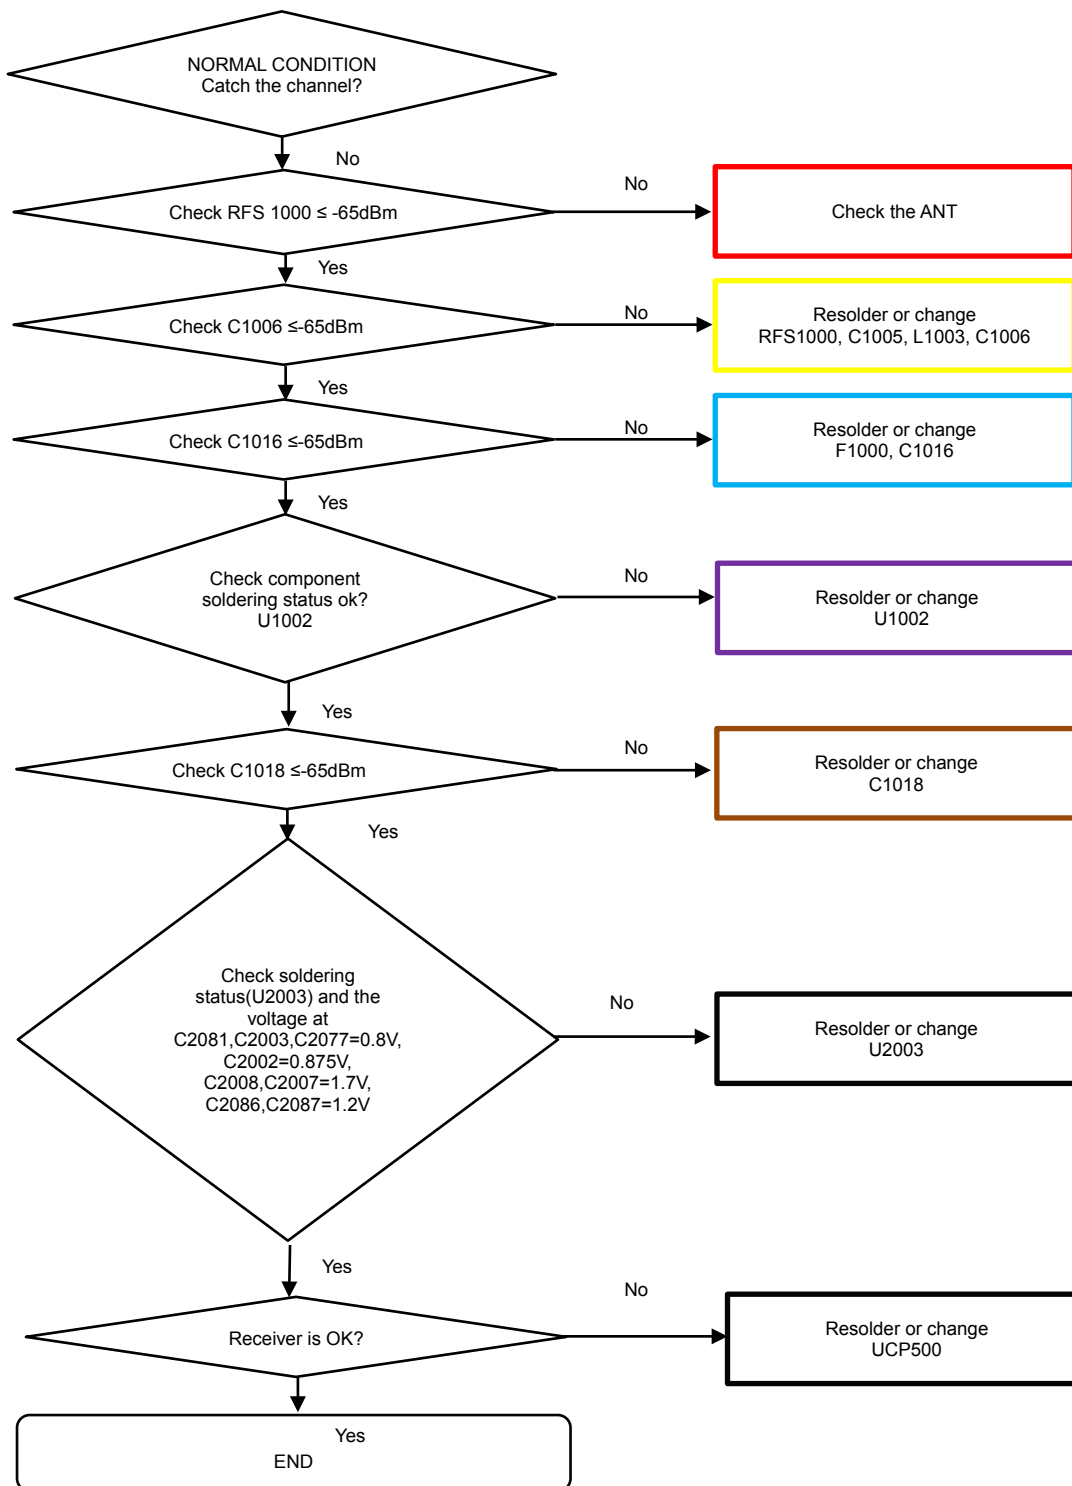 NORMAL CONDITION
Catch the channel?
No
Check RFS 1000 ≤ -65dBm
No
Check the ANT
Yes
Check C1006 ≤-65dBm
No
Resolder or change
RFS1000, C1005, L1003, C1006
Yes
Check C1016 ≤-65dBm
No
Resolder or change
F1000, C1016
Yes
Check component
soldering status ok?
U1002
No
Resolder or change
U1002
Yes
Check C1018 ≤-65dBm
No
Resolder or change
C1018
Yes
Check soldering
status(U2003) and the
voltage at
C2081,C2003,C2077=0.8V,
C2002=0.875V,
C2008,C2007=1.7V,
C2086,C2087=1.2V
No
Resolder or change
U2003
Yes
Receiver is OK?
No
Resolder or change
UCP500
Yes
END